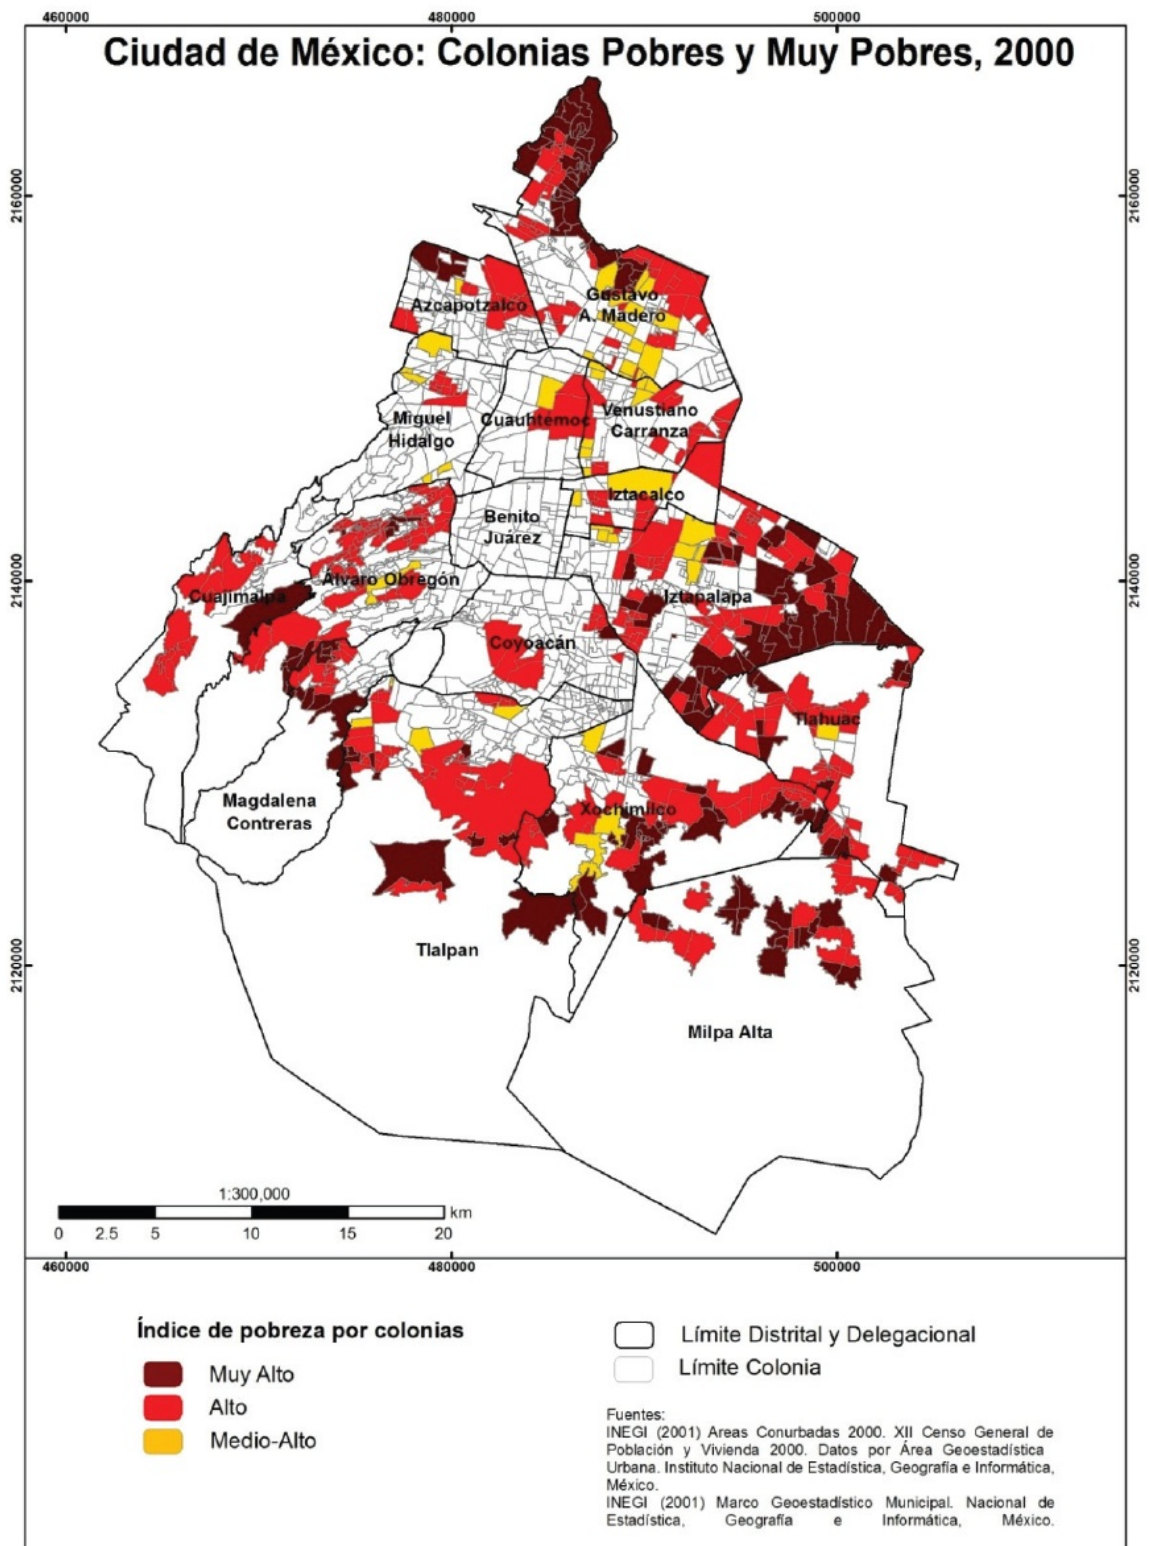 460000 480000 500000
Ciudad de México: Colonias Pobres y Muy Pobres, 2000
2160000 2160000
Gustavo
A. Madero
Azcapotzalco
Venustiano
Carranza
Cuauhtemoc
Miguel
Hidalgo
Iztacalco
Benito
Juárez
2140000 2140000
Álvaro Obregón
Cuajimalpa
Iztapalapa
Coyoacán
Tlahuac
Magdalena
Contreras
Xochimilco
Tlalpan
2120000 2120000
Milpa Alta
1:300,000
km
0 2.5 5 10 15 20
460000 480000 500000
Índice de pobreza por colonias
Muy Alto
Alto
Medio-Alto
Límite Distrital y Delegacional
Límite Colonia
Fuentes:
INEGI (2001) Areas Conurbadas 2000. XII Censo General de
Población y Vivienda 2000. Datos por Área Geoestadística
Urbana. Instituto Nacional de Estadística, Geografía e Informática,
México.
INEGI (2001) Marco Geoestadístico Municipal. Nacional de
Estadística, Geografía e Informática, México.